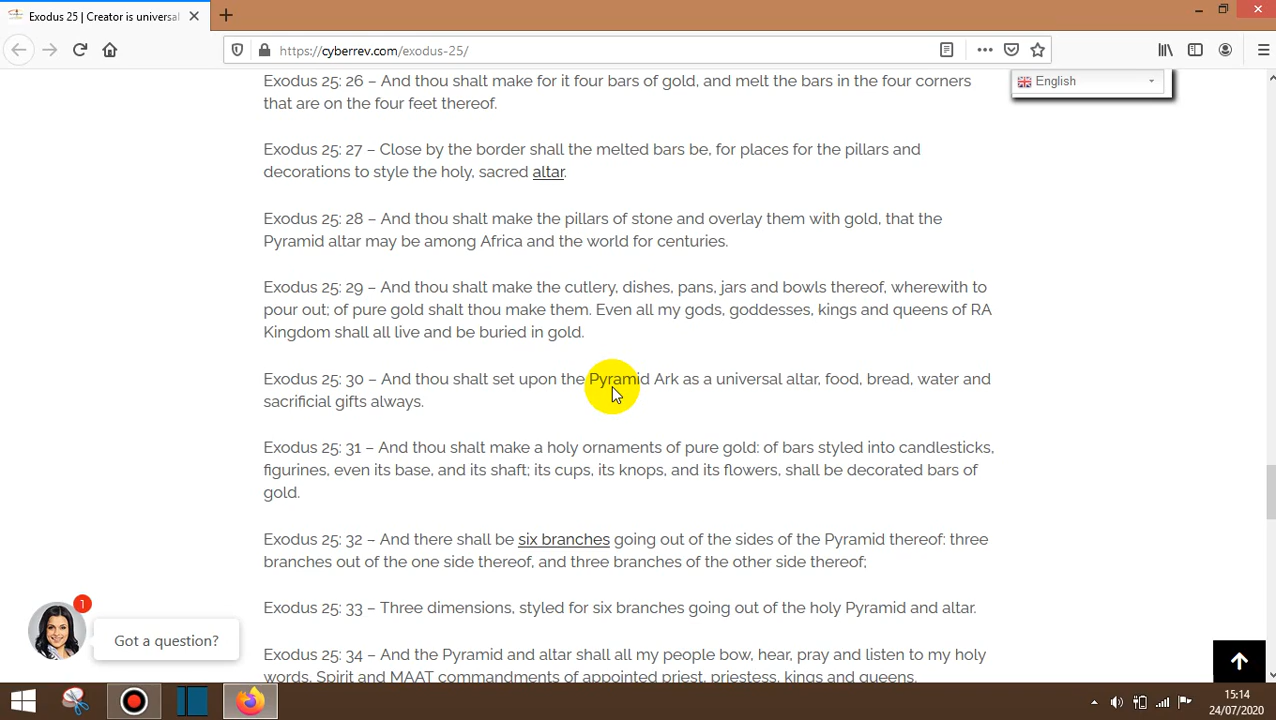 Exodus 25 | Creator is universal
https://cyberrev.com/exodus-25/
English
Exodus 25: 26 – And thou shalt make for it four bars of gold, and melt the bars in the four corners
that are on the four feet thereof.
Exodus 25: 27 – Close by the border shall the melted bars be, for places for the pillars and
decorations to style the holy, sacred altar.
Exodus 25: 28 – And thou shalt make the pillars of stone and overlay them with gold, that the
Pyramid altar may be among Africa and the world for centuries.
Exodus 25: 29 – And thou shalt make the cutlery, dishes, pans, jars and bowls thereof, wherewith to
pour out; of pure gold shalt thou make them. Even all my gods, goddesses, kings and queens of RA
Kingdom shall all live and be buried in gold.
Exodus 25: 30 – And thou shalt set upon the Pyramid Ark as a universal altar, food, bread, water and
sacrificial gifts always.
Exodus 25: 31 – And thou shalt make a holy ornaments of pure gold: of bars styled into candlesticks,
figurines, even its base, and its shaft; its cups, its knops, and its flowers, shall be decorated bars of
gold.
Exodus 25: 32 – And there shall be six branches going out of the sides of the Pyramid thereof: three
branches out of the one side thereof, and three branches of the other side thereof;
Exodus 25: 33 – Three dimensions, styled for six branches going out of the holy Pyramid and altar.
Exodus 25: 34 – And the Pyramid and altar shall all my people bow, hear, pray and listen to my holy
words, Spirit and MAAT commandments of appointed priest, priestess, kings and queens.
1
Got a question?
15:14
24/07/2020